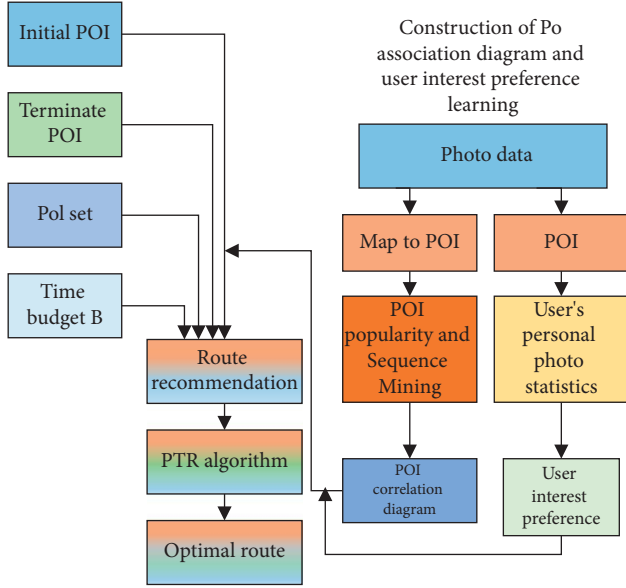 Initial POI
Terminate
POI
Pol set
Time
budget B
Route
recommendation
PTR algorithm
Optimal route
Construction of Po
association diagram and
user interest preference
learning
Photo data
Map to POI
POI
POI
popularity and
Sequence
Mining
User's
personal
photo
statistics
POI
correlation
diagram
User
interest
preference